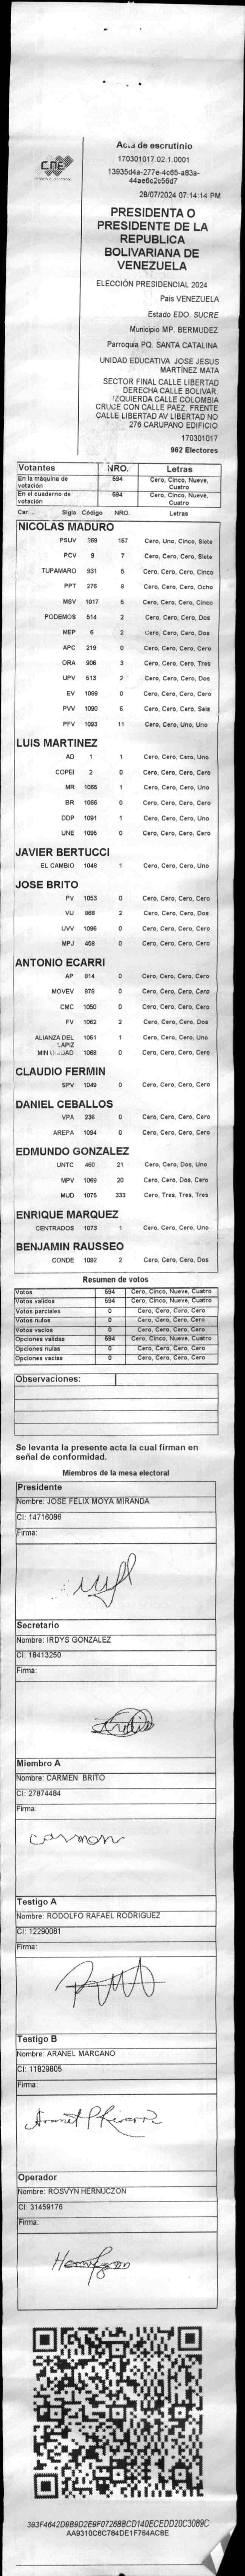 CNE
Acta de escrutinio
170301017.02.1.0001
13935d4a-277e-4c65-a83a-
44ae6c2c56d7
28/07/2024 07:14:14 PM
PRESIDENTA O
PRESIDENTE DE LA
REPUBLICA
BOLIVARIANA DE
VENEZUELA
ELECCIÓN PRESIDENCIAL 2024
País VENEZUELA
Estado EDO. SUCRE
Municipio MP. BERMUDEZ
Parroquia PQ. SANTA CATALINA
UNIDAD EDUCATIVA JOSE JESUS
MARTÍNEZ MATA
SECTOR FINAL CALLE LIBERTAD
DERECHA CALLE BOLIVAR.
IZQUIERDA CALLE COLOMBIA
CRUCE CON CALLE PAEZ. FRENTE
CALLE LIBERTAD AV LIBERTAD NO
276 CARUPANO EDIFICIO
170301017
962 Electores
Votantes NRO. Letras
En la máquina de votación 594 Cero, Cinco, Nueve, Cuatro
En el cuaderno de votación 594 Cero, Cinco, Nueve, Cuatro
Car... Sigla Código NRO. Letras
NICOLAS MADURO
PSUV 269 157 Cero, Uno, Cinco, Siete
PCV 9 7 Cero, Cero, Cero, Siete
TUPAMARO 931 5 Cero, Cero, Cero, Cinco
PPT 276 8 Cero, Cero, Cero, Ocho
MSV 1017 5 Cero, Cero, Cero, Cinco
PODEMOS 514 2 Cero, Cero, Cero, Dos
MEP 6 2 Cero, Cero, Cero, Dos
APC 219 0 Cero, Cero, Cero, Cero
ORA 906 3 Cero, Cero, Cero, Tres
UPV 513 2 Cero, Cero, Cero, Dos
EV 1089 0 Cero, Cero, Cero, Cero
PVV 1090 6 Cero, Cero, Cero, Seis
PFV 1093 11 Cero, Cero, Uno, Uno
LUIS MARTINEZ
AD 1 1 Cero, Cero, Cero, Uno
COPEI 2 0 Cero, Cero, Cero, Cero
MR 1065 1 Cero, Cero, Cero, Uno
BR 1066 0 Cero, Cero, Cero, Cero
DDP 1091 1 Cero, Cero, Cero, Uno
UNE 1095 0 Cero, Cero, Cero, Cero
JAVIER BERTUCCI
EL CAMBIO 1048 1 Cero, Cero, Cero, Uno
JOSE BRITO
PV 1053 0 Cero, Cero, Cero, Cero
VU 868 2 Cero, Cero, Cero, Dos
UVV 1096 0 Cero, Cero, Cero, Cero
MPJ 458 0 Cero, Cero, Cero, Cero
ANTONIO ECARRI
AP 814 0 Cero, Cero, Cero, Cero
MOVEV 979 0 Cero, Cero, Cero, Cero
CMC 1050 0 Cero, Cero, Cero, Cero
FV 1062 2 Cero, Cero, Cero, Dos
ALIANZA DEL LAPIZ 1051 1 Cero, Cero, Cero, Uno
MIN UNIDAD 1068 0 Cero, Cero, Cero, Cero
CLAUDIO FERMIN
SPV 1049 0 Cero, Cero, Cero, Cero
DANIEL CEBALLOS
VPA 236 0 Cero, Cero, Cero, Cero
AREPA 1094 0 Cero, Cero, Cero, Cero
EDMUNDO GONZALEZ
UNTC 460 21 Cero, Cero, Dos, Uno
MPV 1069 20 Cero, Cero, Dos, Cero
MUD 1075 333 Cero, Tres, Tres, Tres
ENRIQUE MARQUEZ
CENTRADOS 1073 1 Cero, Cero, Cero, Uno
BENJAMIN RAUSSEO
CONDE 1092 2 Cero, Cero, Cero, Dos
Resumen de votos
Votos 594 Cero, Cinco, Nueve, Cuatro
Votos validos 594 Cero, Cinco, Nueve, Cuatro
Votos parciales 0 Cero, Cero, Cero, Cero
Votos nulos 0 Cero, Cero, Cero, Cero
Votos vacios 0 Cero, Cero, Cero, Cero
Opciones validas 594 Cero, Cinco, Nueve, Cuatro
Opciones nulas 0 Cero, Cero, Cero, Cero
Opciones vacias 0 Cero, Cero, Cero, Cero
Observaciones:
Se levanta la presente acta la cual firman en
señal de conformidad.
Miembros de la mesa electoral
Presidente
Nombre: JOSE FELIX MOYA MIRANDA
CI: 14716086
Firma:
Secretario
Nombre: IRDYS GONZALEZ
CI: 18413250
Firma:
Miembro A
Nombre: CARMEN BRITO
CI: 27874484
Firma:
carmen
Testigo A
Nombre: RODOLFO RAFAEL RODRIGUEZ
CI: 12290081
Firma:
Testigo B
Nombre: ARANEL MARCANO
CI: 11829805
Firma:
Operador
Nombre: ROSVYN HERNUCZON
CI: 31459176
Firma:
393F4642D9B9D2E9F07268BCD140ECEDD20C3089C
AA9310C6C784DE1F764AC8E